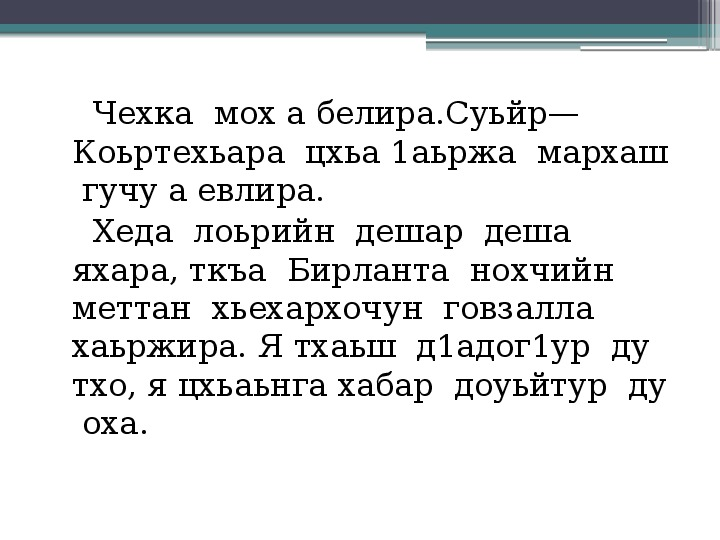 Чехка мох а белира.Суьйр—
Коьртехьара цхьа 1аьржа мархаш
гучу а евлира.
Хеда лоьрийн дешар деша
яхара, ткъа Бирланта нохчийн
меттан хьехархочун говзалла
хаьржира. Я тхаьш д1адог1ур ду
тхо, я цхьаьнга хабар доуьйтур ду
оха.